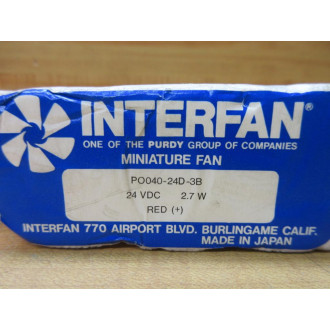 INTERFAN®
ONE OF THE PURDY GROUP OF COMPANIES
MINIATURE FAN
PO040-24D-3B
24 VDC 2.7 W
RED (+)
INTERFAN 770 AIRPORT BLVD. BURLINGAME CALIF.
MADE IN JAPAN